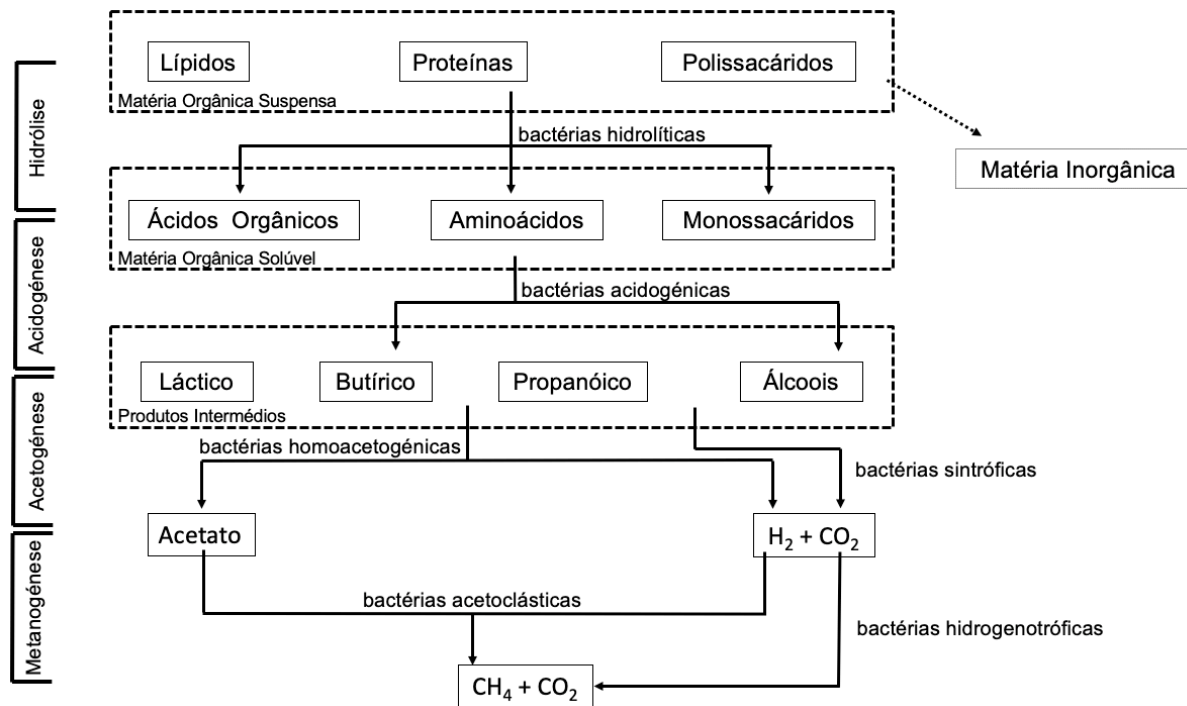 Lípidos
Proteínas
Polissacáridos
Matéria Orgânica Suspensa
Hidrólise
bactérias hidrolíticas
Matéria Inorgânica
Ácidos Orgânicos
Aminoácidos
Monossacáridos
Matéria Orgânica Solúvel
Acidogénese
bactérias acidogénicas
Láctico
Butírico
Propanóico
Álcoois
Produtos Intermédios
Acetogénese
bactérias homoacetogénicas
bactérias sintróficas
Acetato
H₂ + CO₂
Metanogénese
bactérias acetoclásticas
bactérias hidrogenotróficas
CH₄ + CO₂